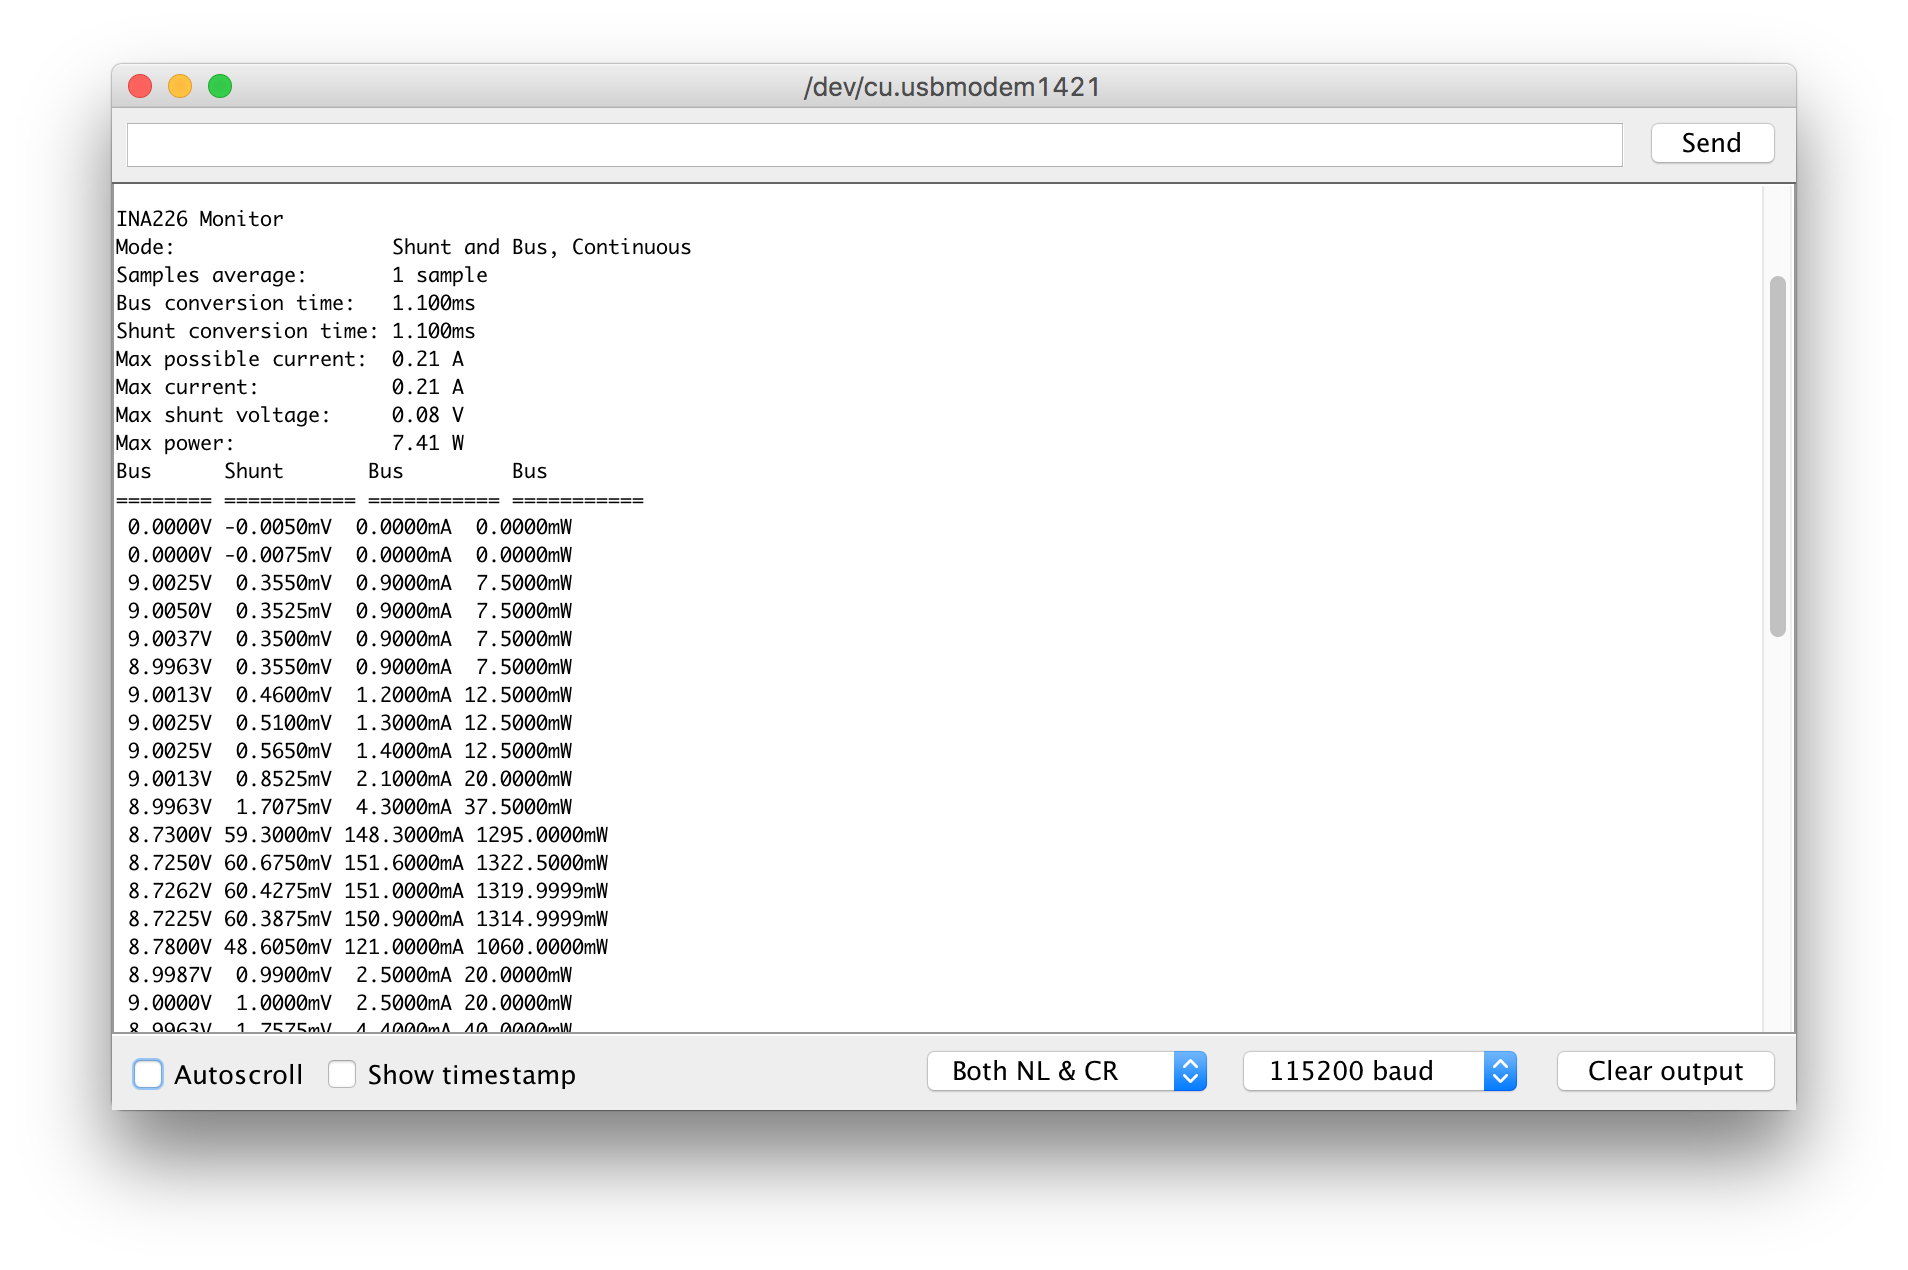 /dev/cu.usbmodem1421
Send
INA226 Monitor
Mode:                  Shunt and Bus, Continuous
Samples average:       1 sample
Bus conversion time:   1.100ms
Shunt conversion time: 1.100ms
Max possible current:  0.21 A
Max current:           0.21 A
Max shunt voltage:     0.08 V
Max power:             7.41 W
Bus      Shunt       Bus         Bus
======== =========== =========== ===========
 0.0000V -0.0050mV  0.0000mA  0.0000mW
 0.0000V -0.0075mV  0.0000mA  0.0000mW
 9.0025V  0.3550mV  0.9000mA  7.5000mW
 9.0050V  0.3525mV  0.9000mA  7.5000mW
 9.0037V  0.3500mV  0.9000mA  7.5000mW
 8.9963V  0.3550mV  0.9000mA  7.5000mW
 9.0013V  0.4600mV  1.2000mA 12.5000mW
 9.0025V  0.5100mV  1.3000mA 12.5000mW
 9.0025V  0.5650mV  1.4000mA 12.5000mW
 9.0013V  0.8525mV  2.1000mA 20.0000mW
 8.9963V  1.7075mV  4.3000mA 37.5000mW
 8.7300V 59.3000mV 148.3000mA 1295.0000mW
 8.7250V 60.6750mV 151.6000mA 1322.5000mW
 8.7262V 60.4275mV 151.0000mA 1319.9999mW
 8.7225V 60.3875mV 150.9000mA 1314.9999mW
 8.7800V 48.6050mV 121.0000mA 1060.0000mW
 8.9987V  0.9900mV  2.5000mA 20.0000mW
 9.0000V  1.0000mV  2.5000mA 20.0000mW
 8.9963V  1.7575mV  4.4000mA 40.0000mW
Autoscroll Show timestamp Both NL & CR 115200 baud Clear output